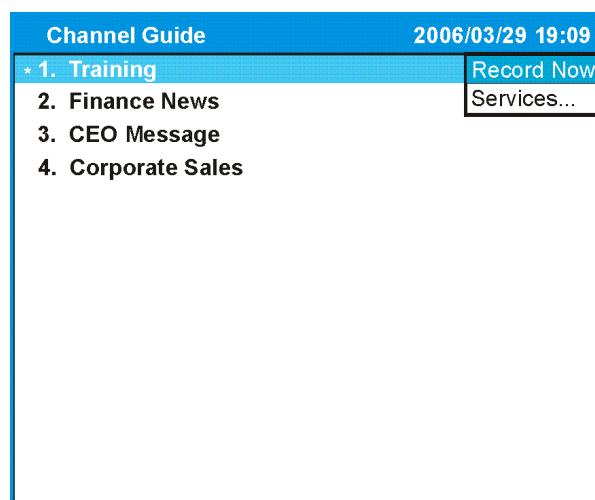 Channel Guide 2006/03/29 19:09
* 1. Training Record Now
2. Finance News Services...
3. CEO Message
4. Corporate Sales